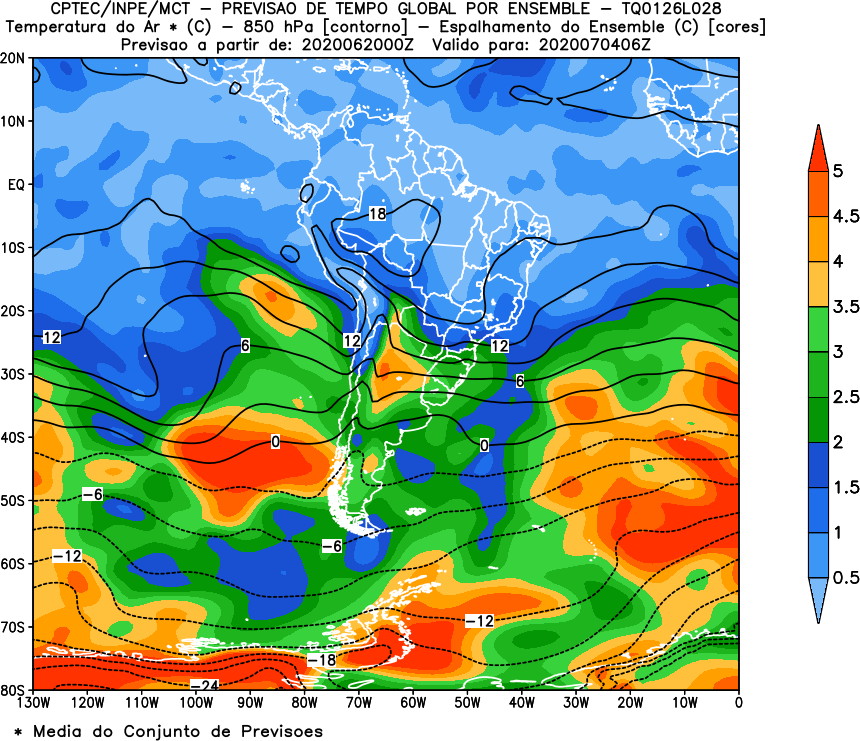 CPTEC/INPE/MCT - PREVISAO DE TEMPO GLOBAL POR ENSEMBLE - TQ0126L028
Temperatura do Ar * (C) - 850 hPa [contorno] - Espalhamento do Ensemble (C) [cores]
Previsao a partir de: 2020062000Z Valido para: 2020070406Z
20N
10N
EQ
10S
20S
30S
40S
50S
60S
70S
80S
18
12
12
12
6
6
0
0
-6
-6
-12
-12
-18
-24
5
4.5
4
3.5
3
2.5
2
1.5
1
0.5
130W 120W 110W 100W 90W 80W 70W 60W 50W 40W 30W 20W 10W 0
* Media do Conjunto de Previsoes